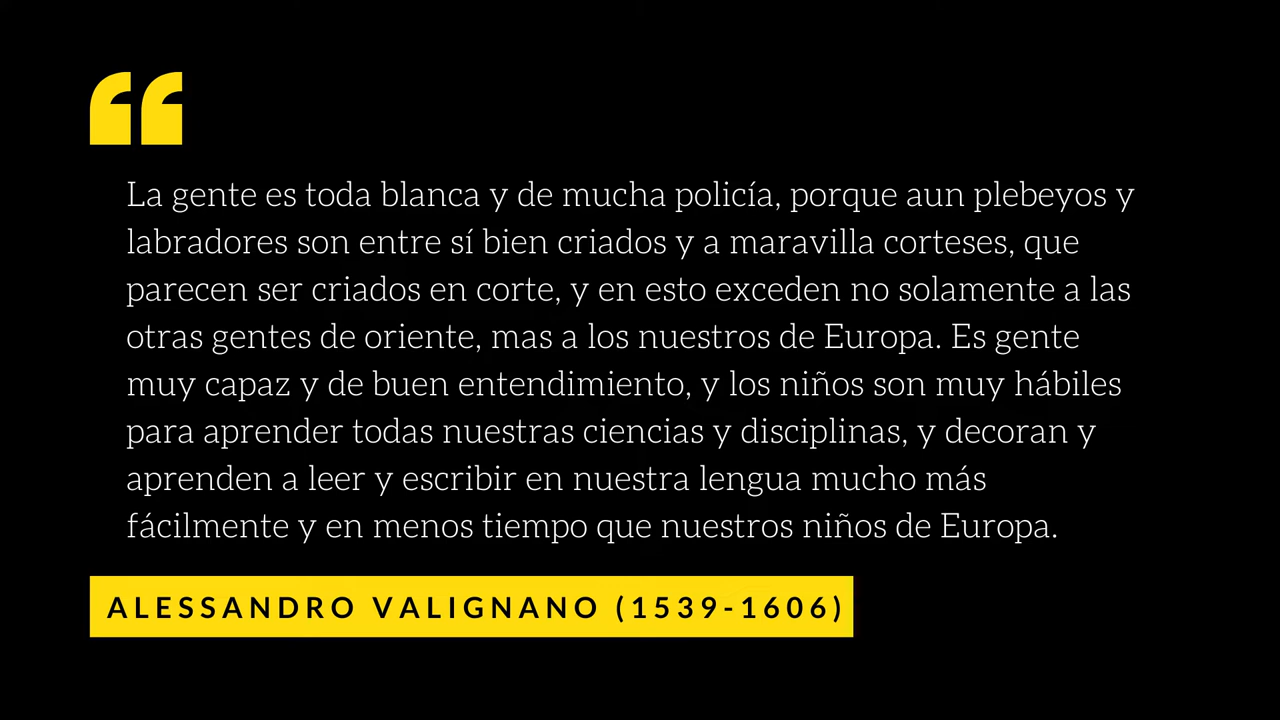 “
La gente es toda blanca y de mucha policía, porque aun plebeyos y
labradores son entre sí bien criados y a maravilla corteses, que
parecen ser criados en corte, y en esto exceden no solamente a las
otras gentes de oriente, mas a los nuestros de Europa. Es gente
muy capaz y de buen entendimiento, y los niños son muy hábiles
para aprender todas nuestras ciencias y disciplinas, y decoran y
aprenden a leer y escribir en nuestra lengua mucho más
fácilmente y en menos tiempo que nuestros niños de Europa.
ALESSANDRO VALIGNANO (1539-1606)